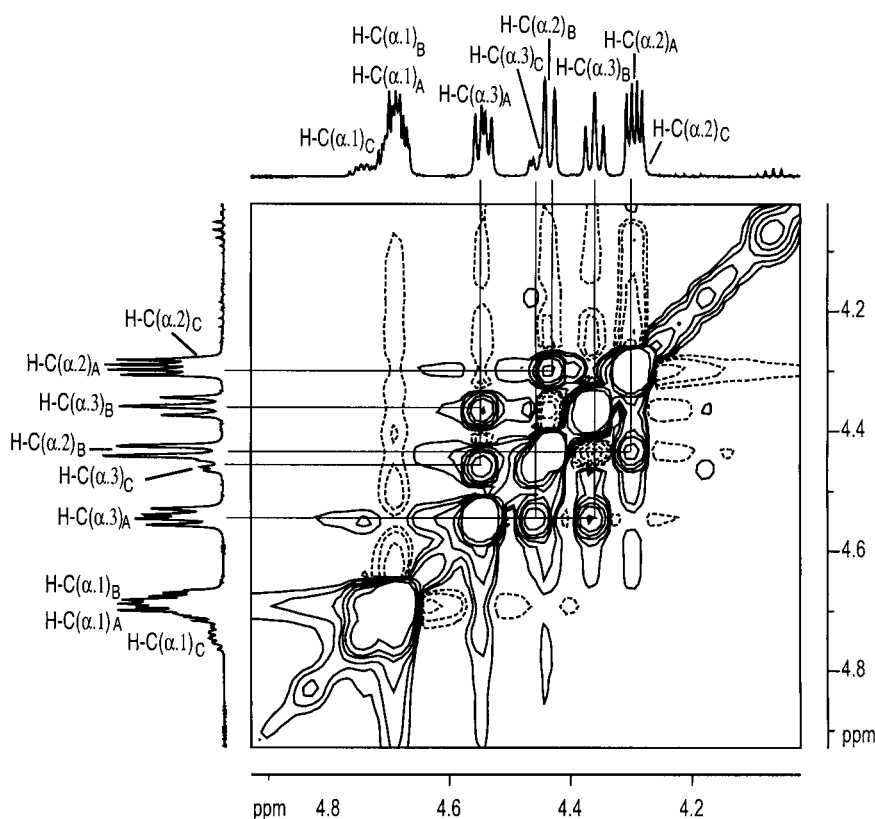 H-C(α.1)B
H-C(α.1)A
H-C(α.1)C
H-C(α.3)A
H-C(α.3)C
H-C(α.2)B
H-C(α.3)B
H-C(α.2)A
H-C(α.2)C
H-C(α.2)C
H-C(α.2)A
H-C(α.3)B
H-C(α.2)B
H-C(α.3)C
H-C(α.3)A
H-C(α.1)B
H-C(α.1)A
H-C(α.1)C
4.2
4.4
4.6
4.8
ppm
ppm 4.8 4.6 4.4 4.2